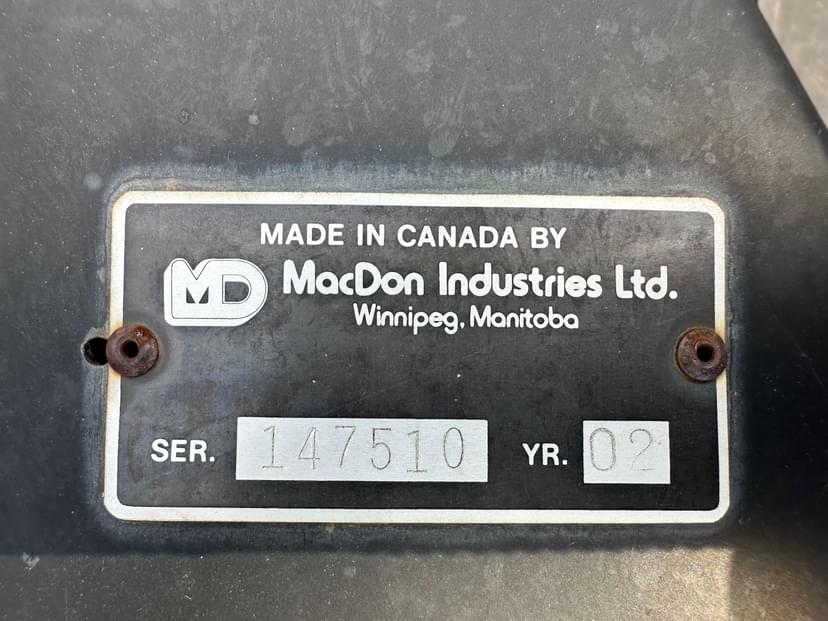 MADE IN CANADA BY
MD MacDon Industries Ltd.
Winnipeg, Manitoba
SER. 147510 YR. 02